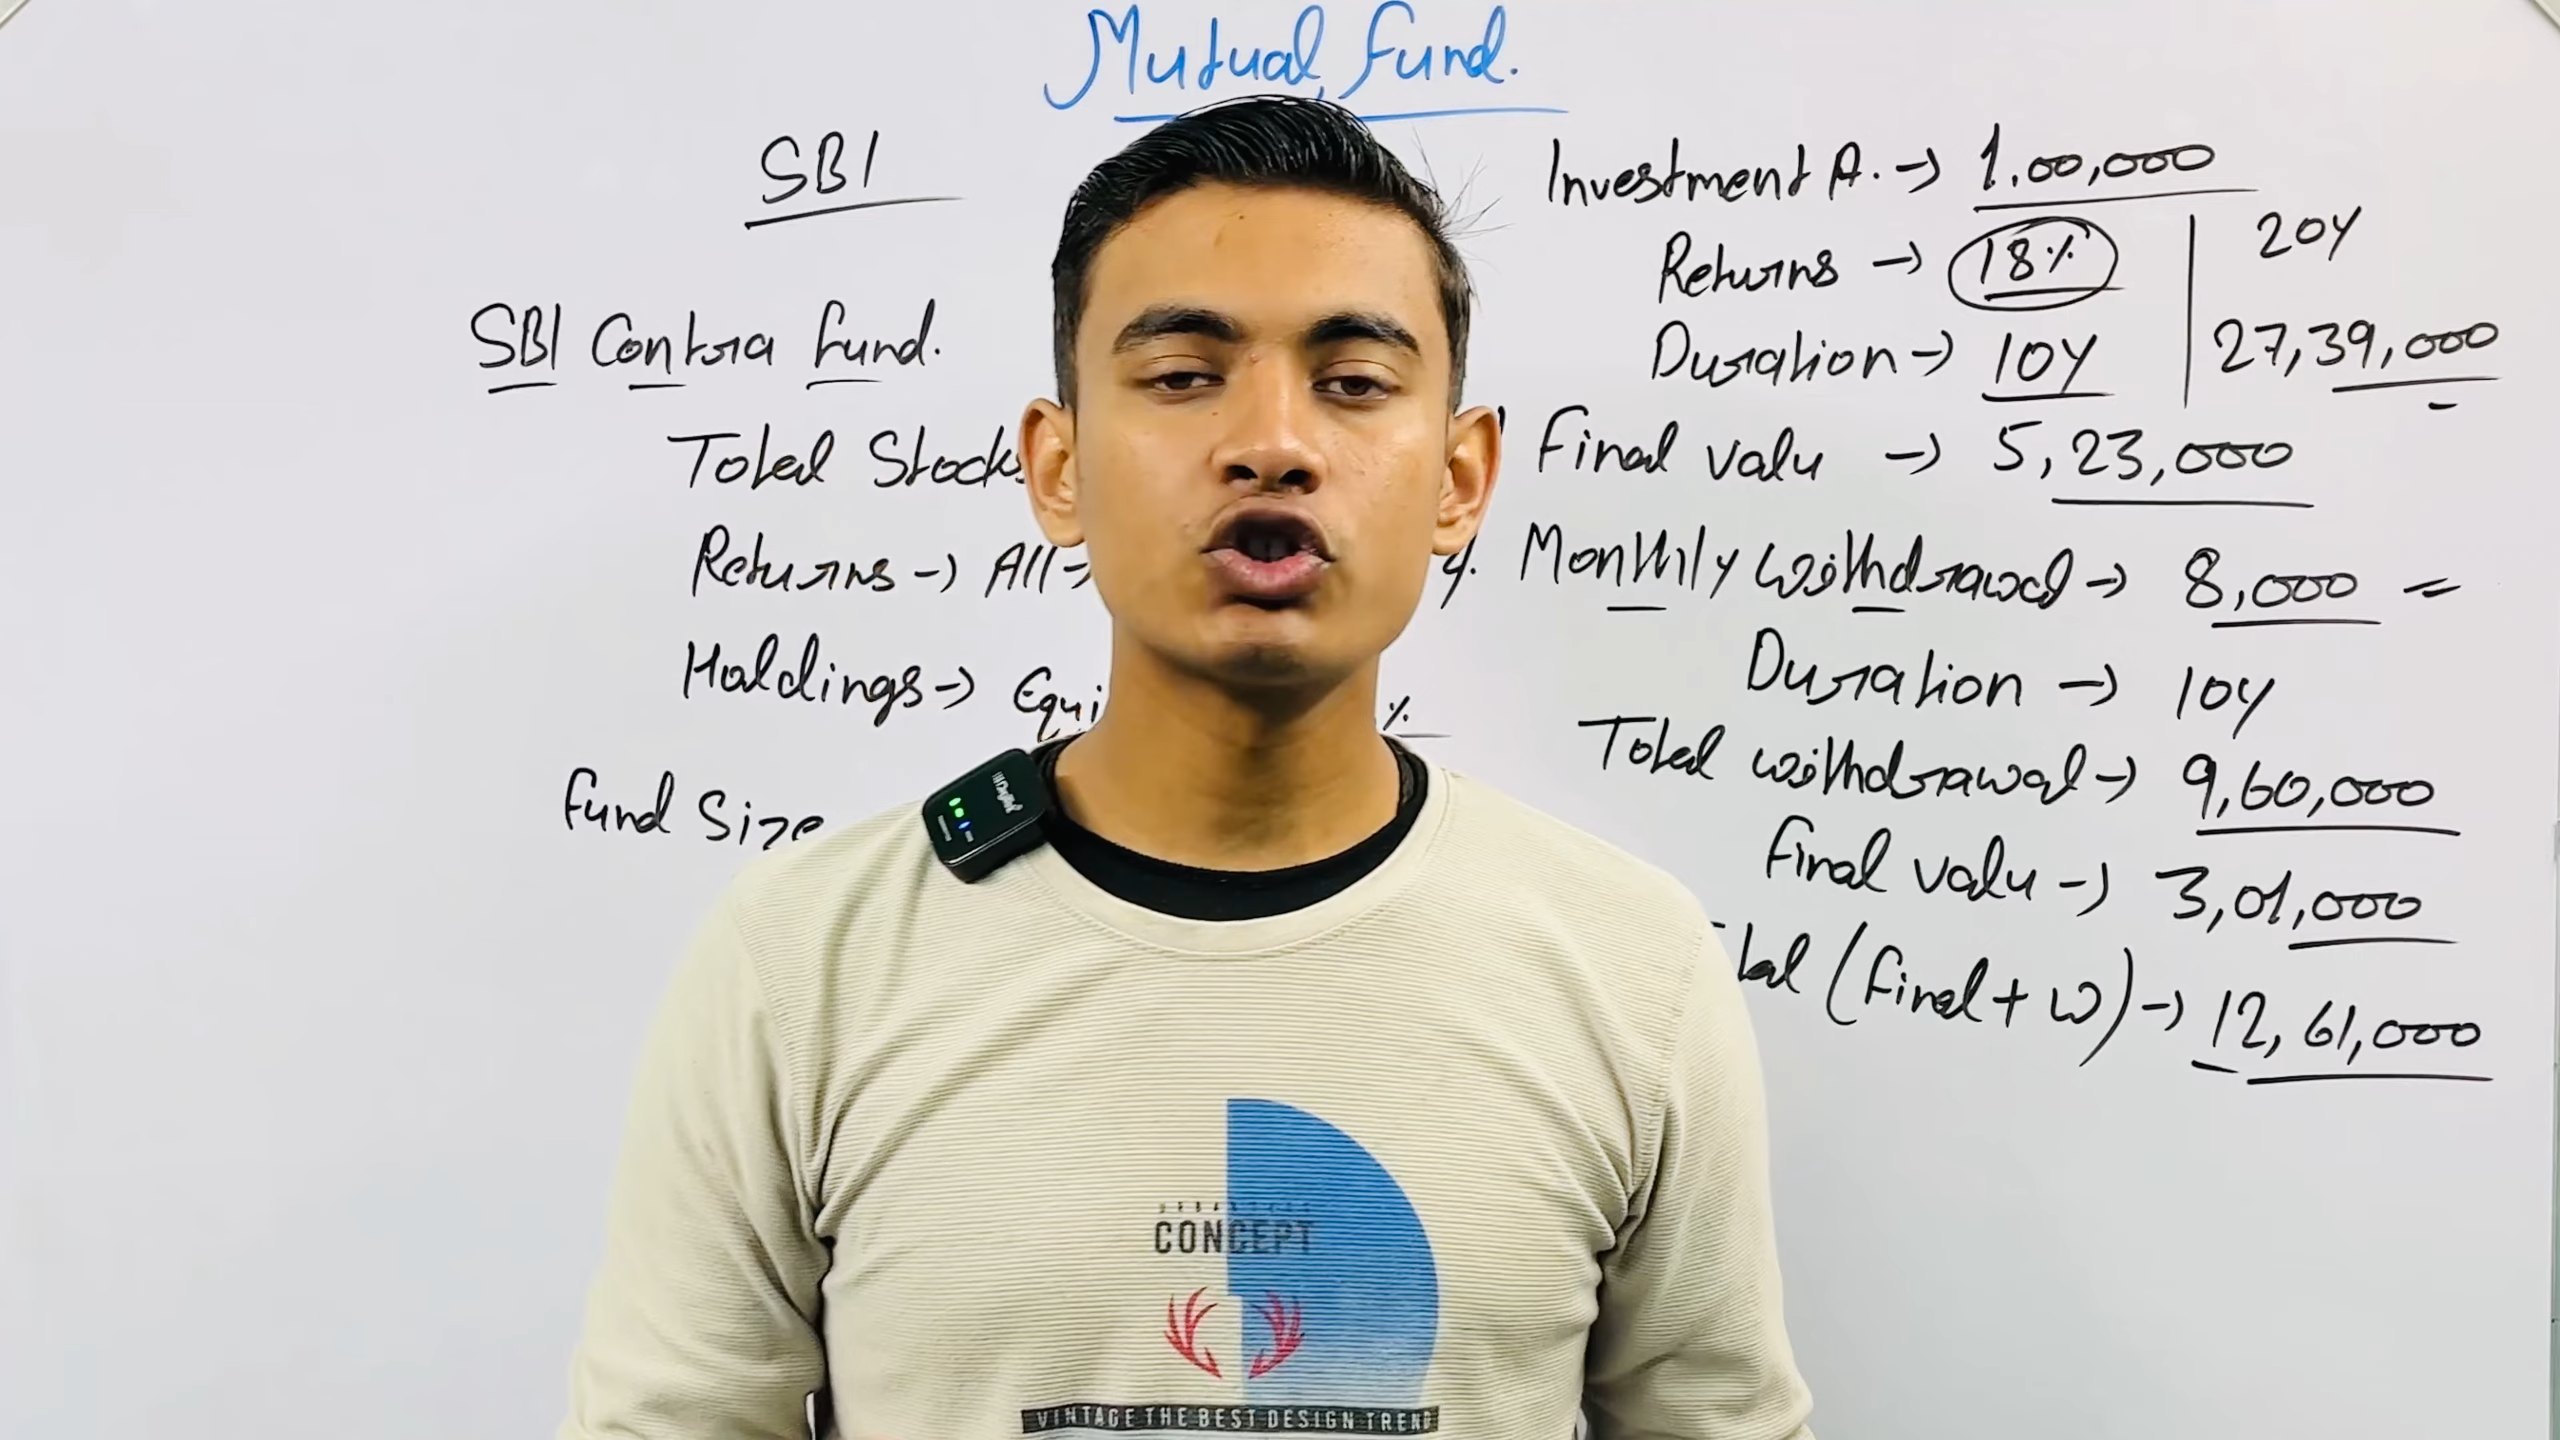 Mutual Fund.
SBI
SBI Contra Fund.
Total Stocks
Returns → All →
Holdings → Equi %
Fund Size
Investment A. → 1,00,000
Returns → 18% 20Y
Duration → 10Y 27,39,000
Final valu → 5,23,000
4. Monthly withdrawal → 8,000 =
Duration → 10Y
Total withdrawal → 9,60,000
Final valu → 3,01,000
tal (Final + W) → 12,61,000
CONCEPT
VINTAGE THE BEST DESIGN TREND